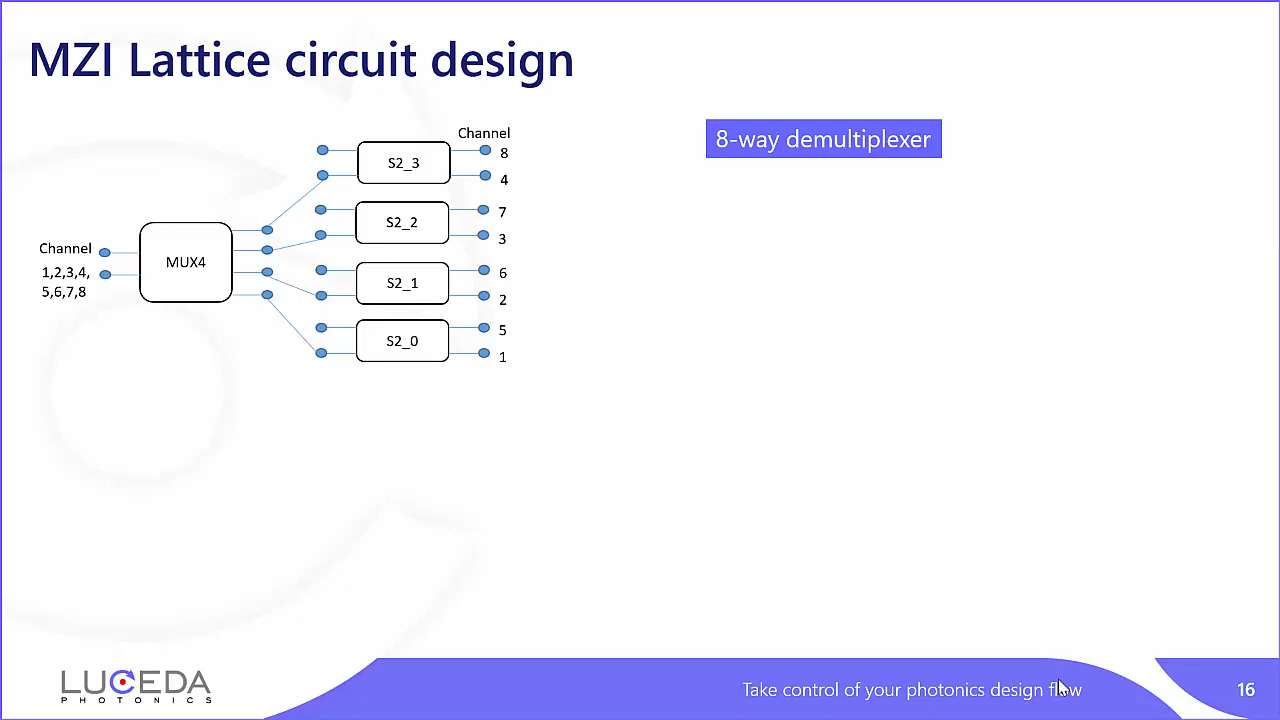 MZI Lattice circuit design
8-way demultiplexer
Channel
S2_3
8
4
S2_2
7
3
Channel
1,2,3,4,
5,6,7,8
MUX4
S2_1
6
2
S2_0
5
1
LUCEDA
PHOTONICS
Take control of your photonics design flow
16